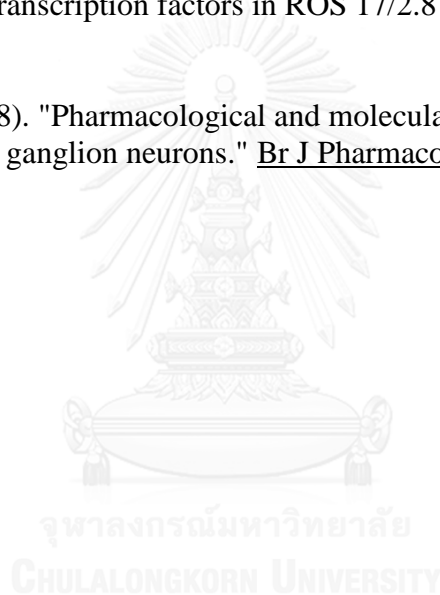 ranscription factors in ROS 17/2.8
8). "Pharmacological and molecula
ganglion neurons." Br J Pharmaco
จุฬาลงกรณ์มหาวิทยาลัย
CHULALONGKORN UNIVERSITY